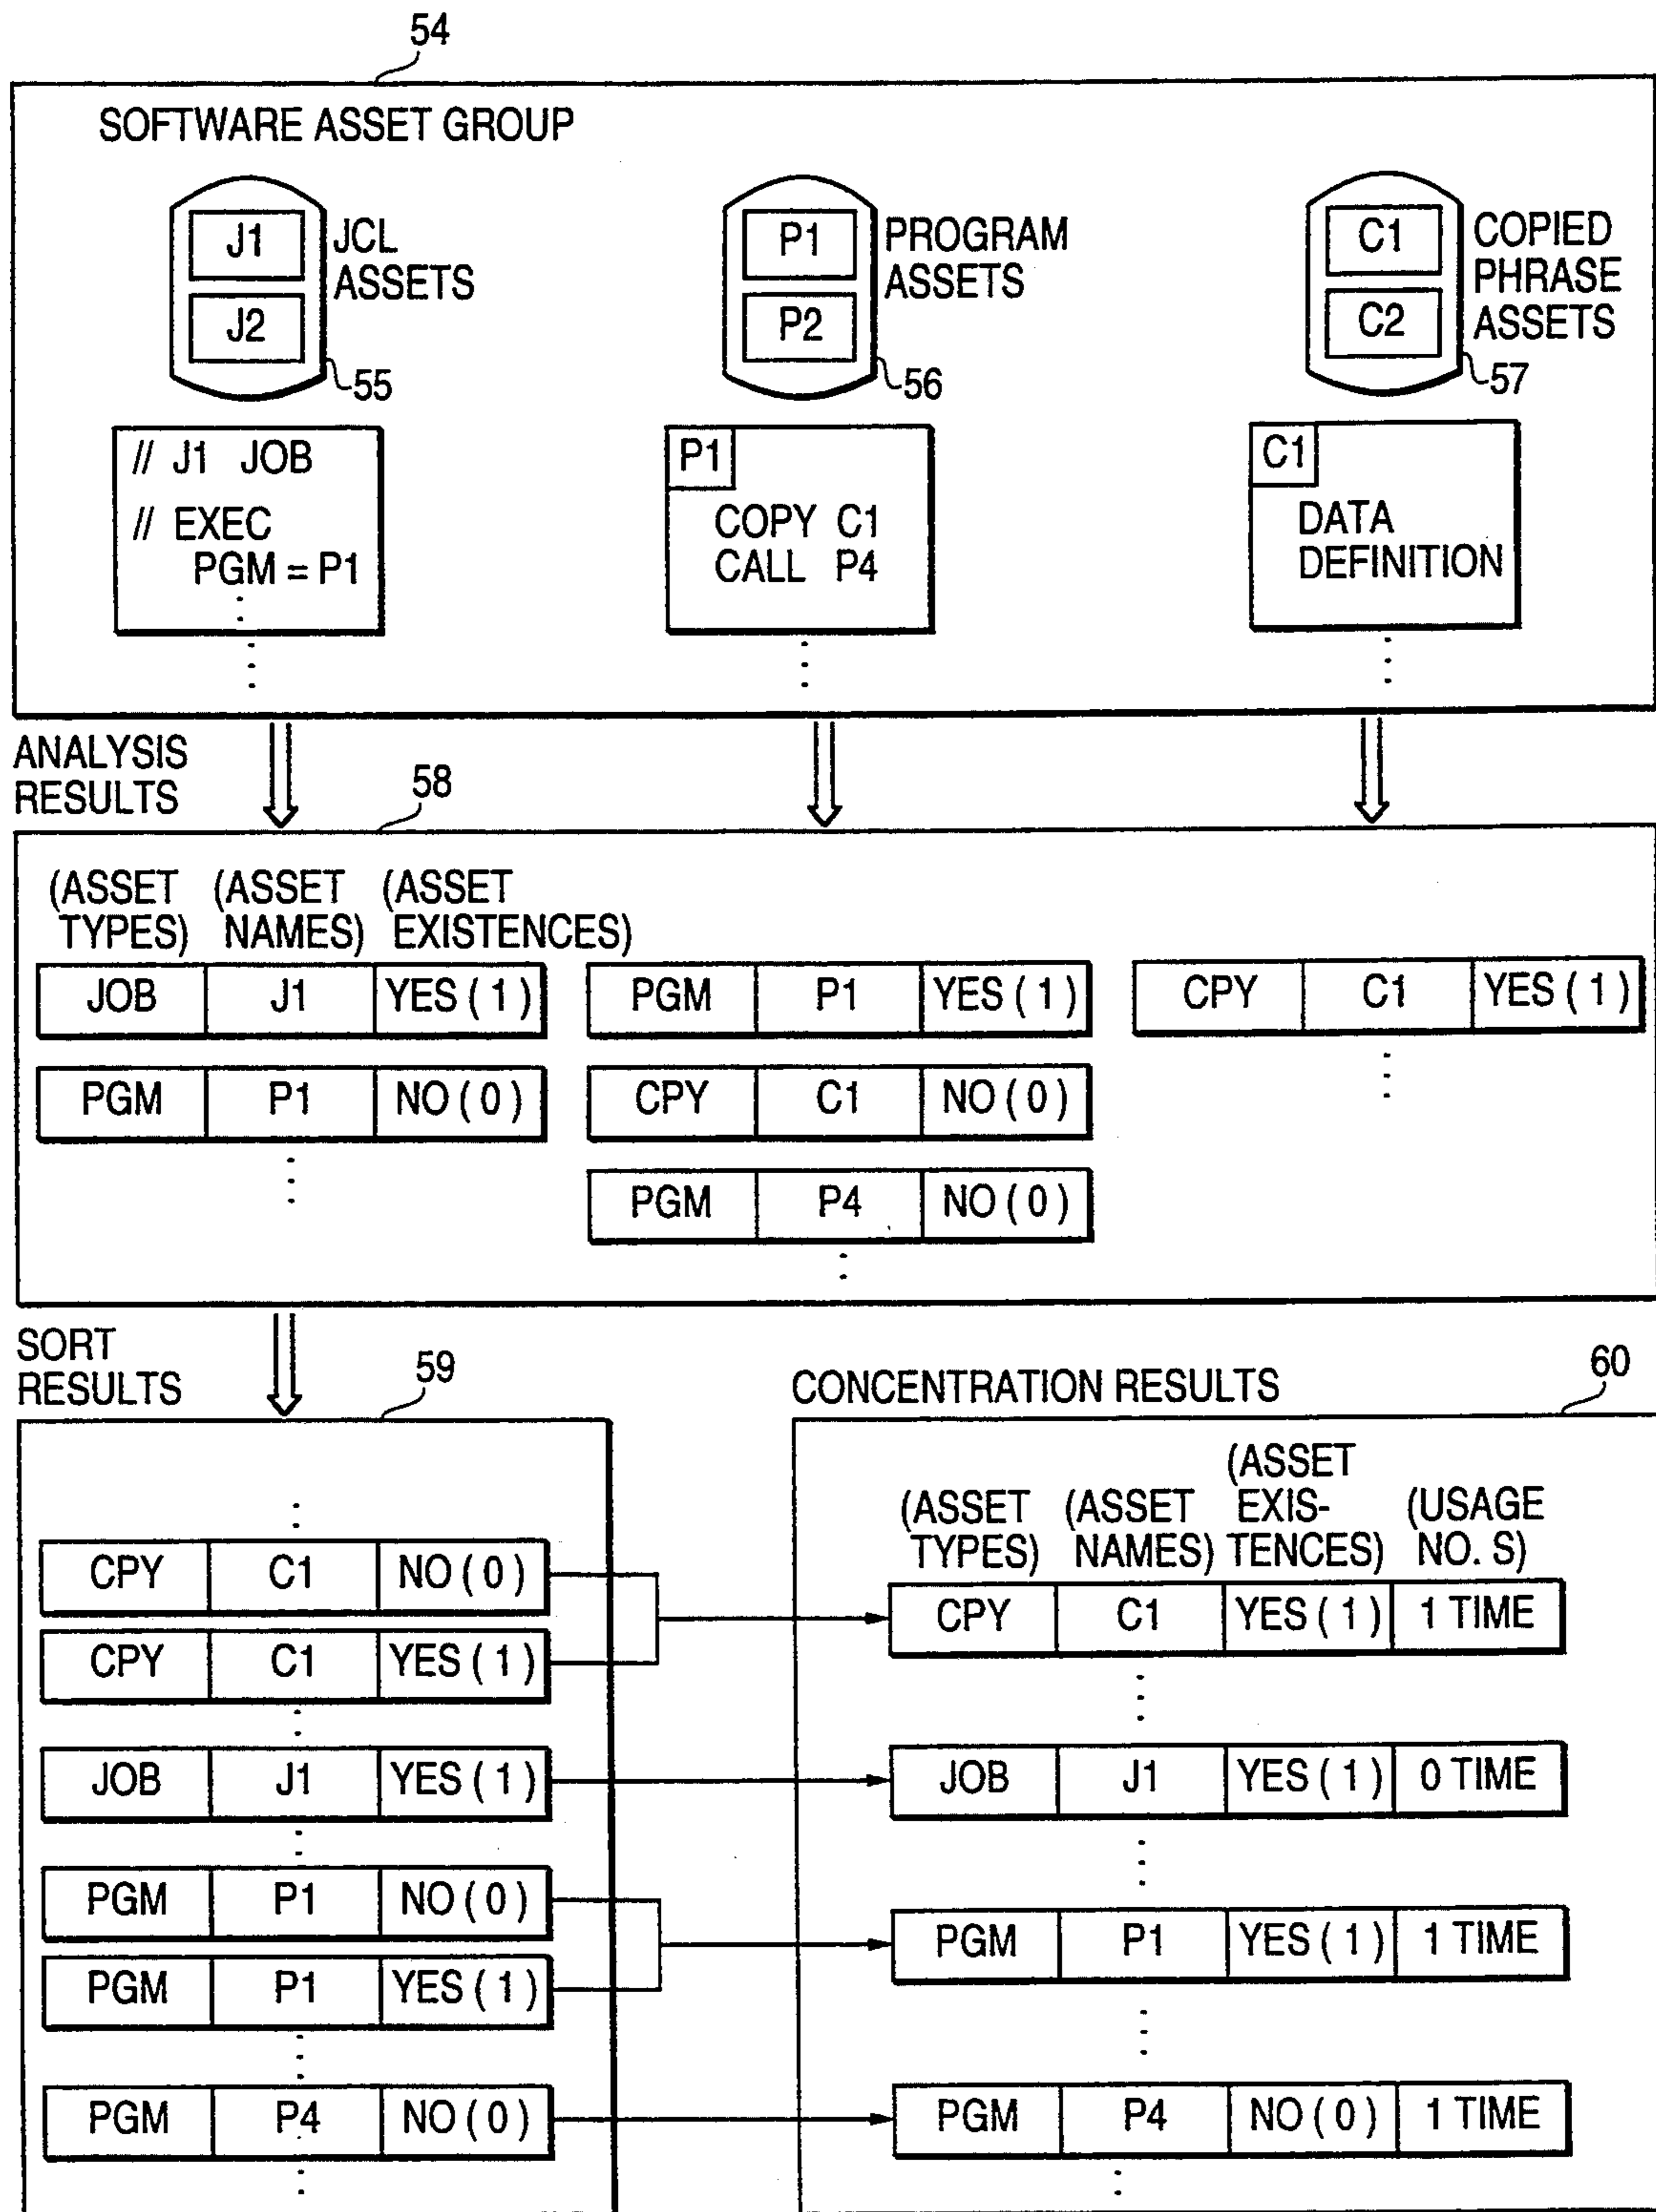 54
SOFTWARE ASSET GROUP
J1
J2
JCL
ASSETS
55
P1
P2
PROGRAM
ASSETS
56
C1
C2
COPIED
PHRASE
ASSETS
57
// J1 JOB
// EXEC
PGM = P1
P1
COPY C1
CALL P4
C1
DATA
DEFINITION
ANALYSIS
RESULTS
58
(ASSET TYPES) (ASSET NAMES) (ASSET EXISTENCES)
JOB J1 YES ( 1 )
PGM P1 NO ( 0 )
PGM P1 YES ( 1 )
CPY C1 NO ( 0 )
PGM P4 NO ( 0 )
CPY C1 YES ( 1 )
SORT
RESULTS
59
CPY C1 NO ( 0 )
CPY C1 YES ( 1 )
JOB J1 YES ( 1 )
PGM P1 NO ( 0 )
PGM P1 YES ( 1 )
PGM P4 NO ( 0 )
CONCENTRATION RESULTS
60
(ASSET TYPES) (ASSET NAMES) (ASSET EXIS-TENCES) (USAGE NO. S)
CPY C1 YES ( 1 ) 1 TIME
JOB J1 YES ( 1 ) 0 TIME
PGM P1 YES ( 1 ) 1 TIME
PGM P4 NO ( 0 ) 1 TIME